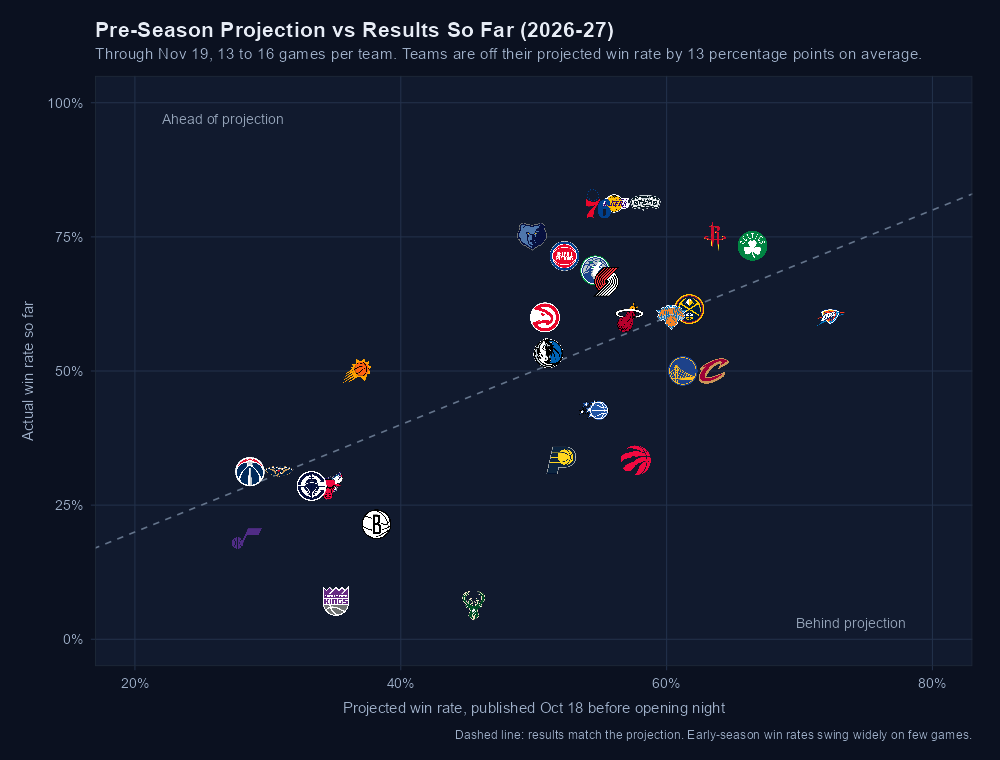 Pre-Season Projection vs Results So Far (2026-27)
Through Nov 19, 13 to 16 games per team. Teams are off their projected win rate by 13 percentage points on average.
100%
Ahead of projection
75%
Actual win rate so far
50%
25%
KINGS
B
Behind projection
0%
20%
40%
60%
80%
Projected win rate, published Oct 18 before opening night
Dashed line: results match the projection. Early-season win rates swing widely on few games.